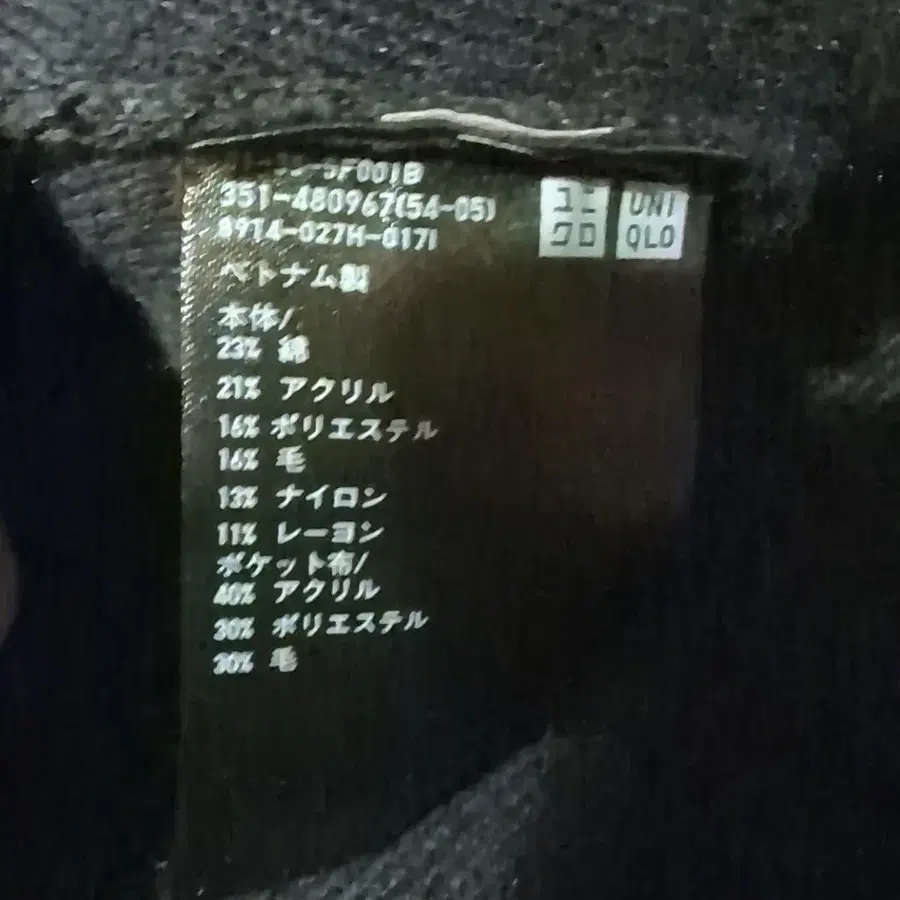 5F001B
351-480967(54-05)
8914-027H-0171
ユニ
クロ
UNI
QLO
ベトナム製
本体/
23% 綿
21% アクリル
16% ポリエステル
16% 毛
13% ナイロン
11% レーヨン
ポケット布/
40% アクリル
30% ポリエステル
30% 毛